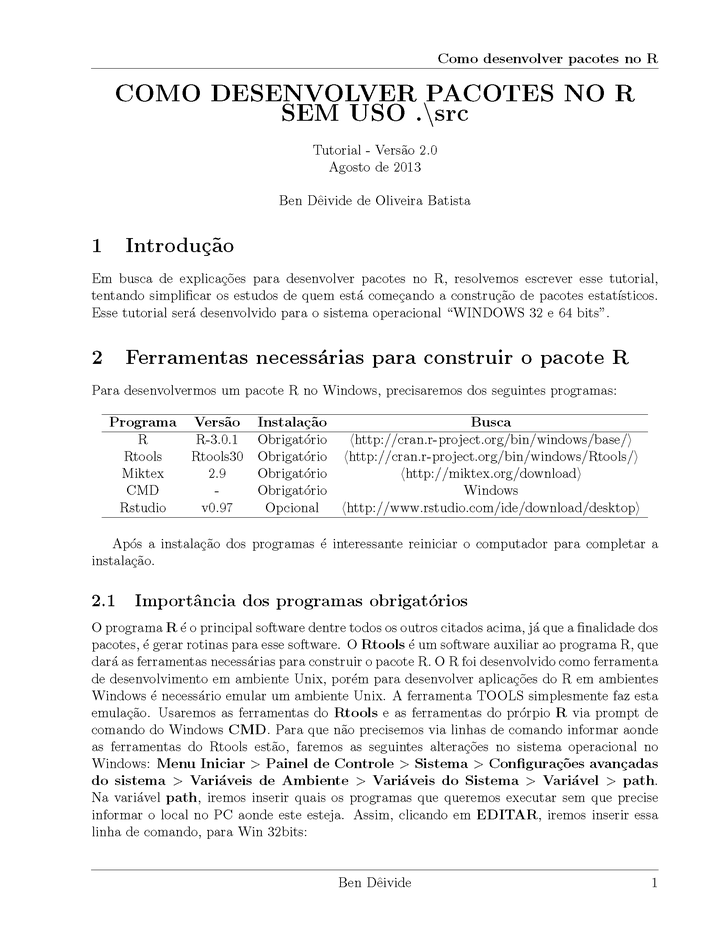 Como desenvolver pacotes no R
COMO DESENVOLVER PACOTES NO R
SEM USO .\src
Tutorial - Versão 2.0
Agosto de 2013
Ben Dêivide de Oliveira Batista
1 Introdução
Em busca de explicações para desenvolver pacotes no R, resolvemos escrever esse tutorial,
tentando simplificar os estudos de quem está começando a construção de pacotes estatísticos.
Esse tutorial será desenvolvido para o sistema operacional “WINDOWS 32 e 64 bits”.
2 Ferramentas necessárias para construir o pacote R
Para desenvolvermos um pacote R no Windows, precisaremos dos seguintes programas:
Programa Versão Instalação Busca
R R-3.0.1 Obrigatório ⟨http://cran.r-project.org/bin/windows/base/⟩
Rtools Rtools30 Obrigatório ⟨http://cran.r-project.org/bin/windows/Rtools/⟩
Miktex 2.9 Obrigatório ⟨http://miktex.org/download⟩
CMD - Obrigatório Windows
Rstudio v0.97 Opcional ⟨http://www.rstudio.com/ide/download/desktop⟩
Após a instalação dos programas é interessante reiniciar o computador para completar a
instalação.
2.1 Importância dos programas obrigatórios
O programa R é o principal software dentre todos os outros citados acima, já que a finalidade dos
pacotes, é gerar rotinas para esse software. O Rtools é um software auxiliar ao programa R, que
dará as ferramentas necessárias para construir o pacote R. O R foi desenvolvido como ferramenta
de desenvolvimento em ambiente Unix, porém para desenvolver aplicações do R em ambientes
Windows é necessário emular um ambiente Unix. A ferramenta TOOLS simplesmente faz esta
emulação. Usaremos as ferramentas do Rtools e as ferramentas do prórpio R via prompt de
comando do Windows CMD. Para que não precisemos via linhas de comando informar aonde
as ferramentas do Rtools estão, faremos as seguintes alterações no sistema operacional no
Windows: Menu Iniciar > Painel de Controle > Sistema > Configurações avançadas
do sistema > Variáveis de Ambiente > Variáveis do Sistema > Variável > path.
Na variável path, iremos inserir quais os programas que queremos executar sem que precise
informar o local no PC aonde este esteja. Assim, clicando em EDITAR, iremos inserir essa
linha de comando, para Win 32bits:
Ben Dêivide 1